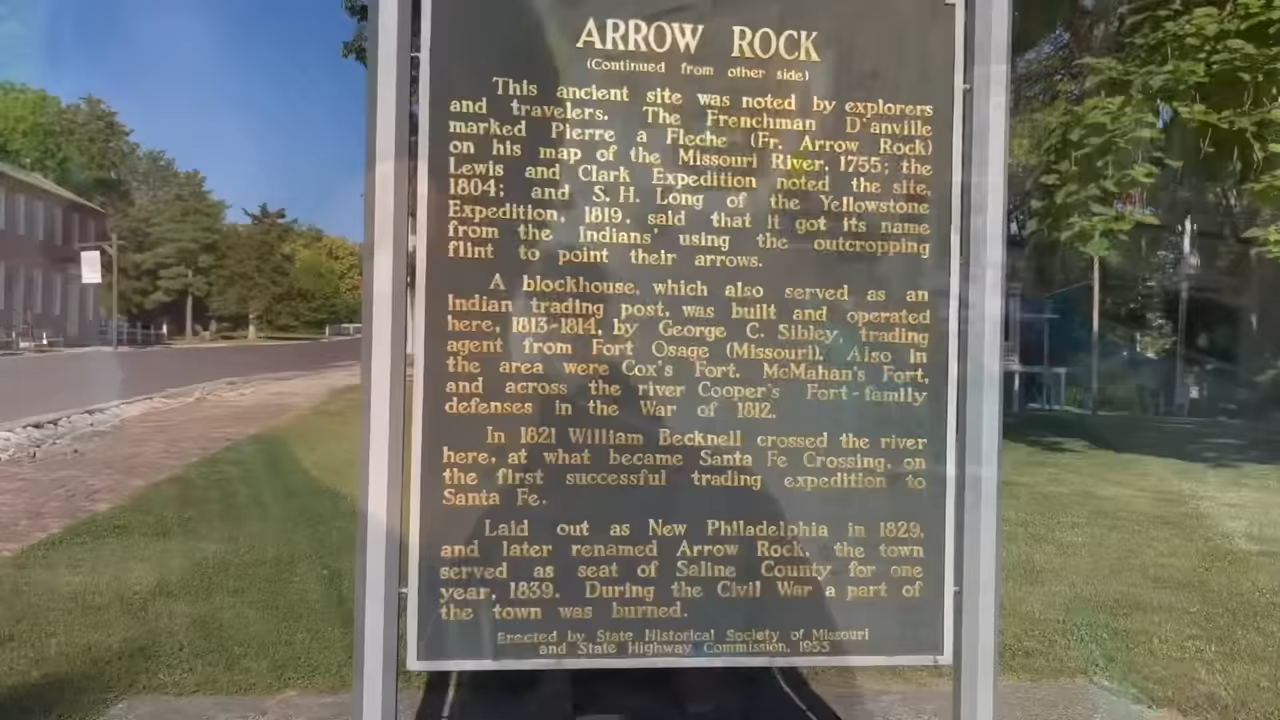 ARROW ROCK
(Continued from other side)
This ancient site was noted by explorers
and travelers. The Frenchman D'anville
marked Pierre a Fleche (Fr. Arrow Rock)
on his map of the Missouri River, 1755; the
Lewis and Clark Expedition noted the site,
1804; and S. H. Long of the Yellowstone
Expedition, 1819, said that it got its name
from the Indians' using the outcropping
flint to point their arrows.
A blockhouse, which also served as an
Indian trading post, was built and operated
here, 1813-1814, by George C. Sibley, trading
agent from Fort Osage (Missouri). Also in
the area were Cox's Fort, McMahan's Fort,
and across the river Cooper's Fort-family
defenses in the War of 1812.
In 1821 William Becknell crossed the river
here, at what became Santa Fe Crossing, on
the first successful trading expedition to
Santa Fe.
Laid out as New Philadelphia in 1829,
and later renamed Arrow Rock, the town
served as seat of Saline County for one
year, 1839. During the Civil War a part of
the town was burned.
Erected by State Historical Society of Missouri
and State Highway Commission, 1953